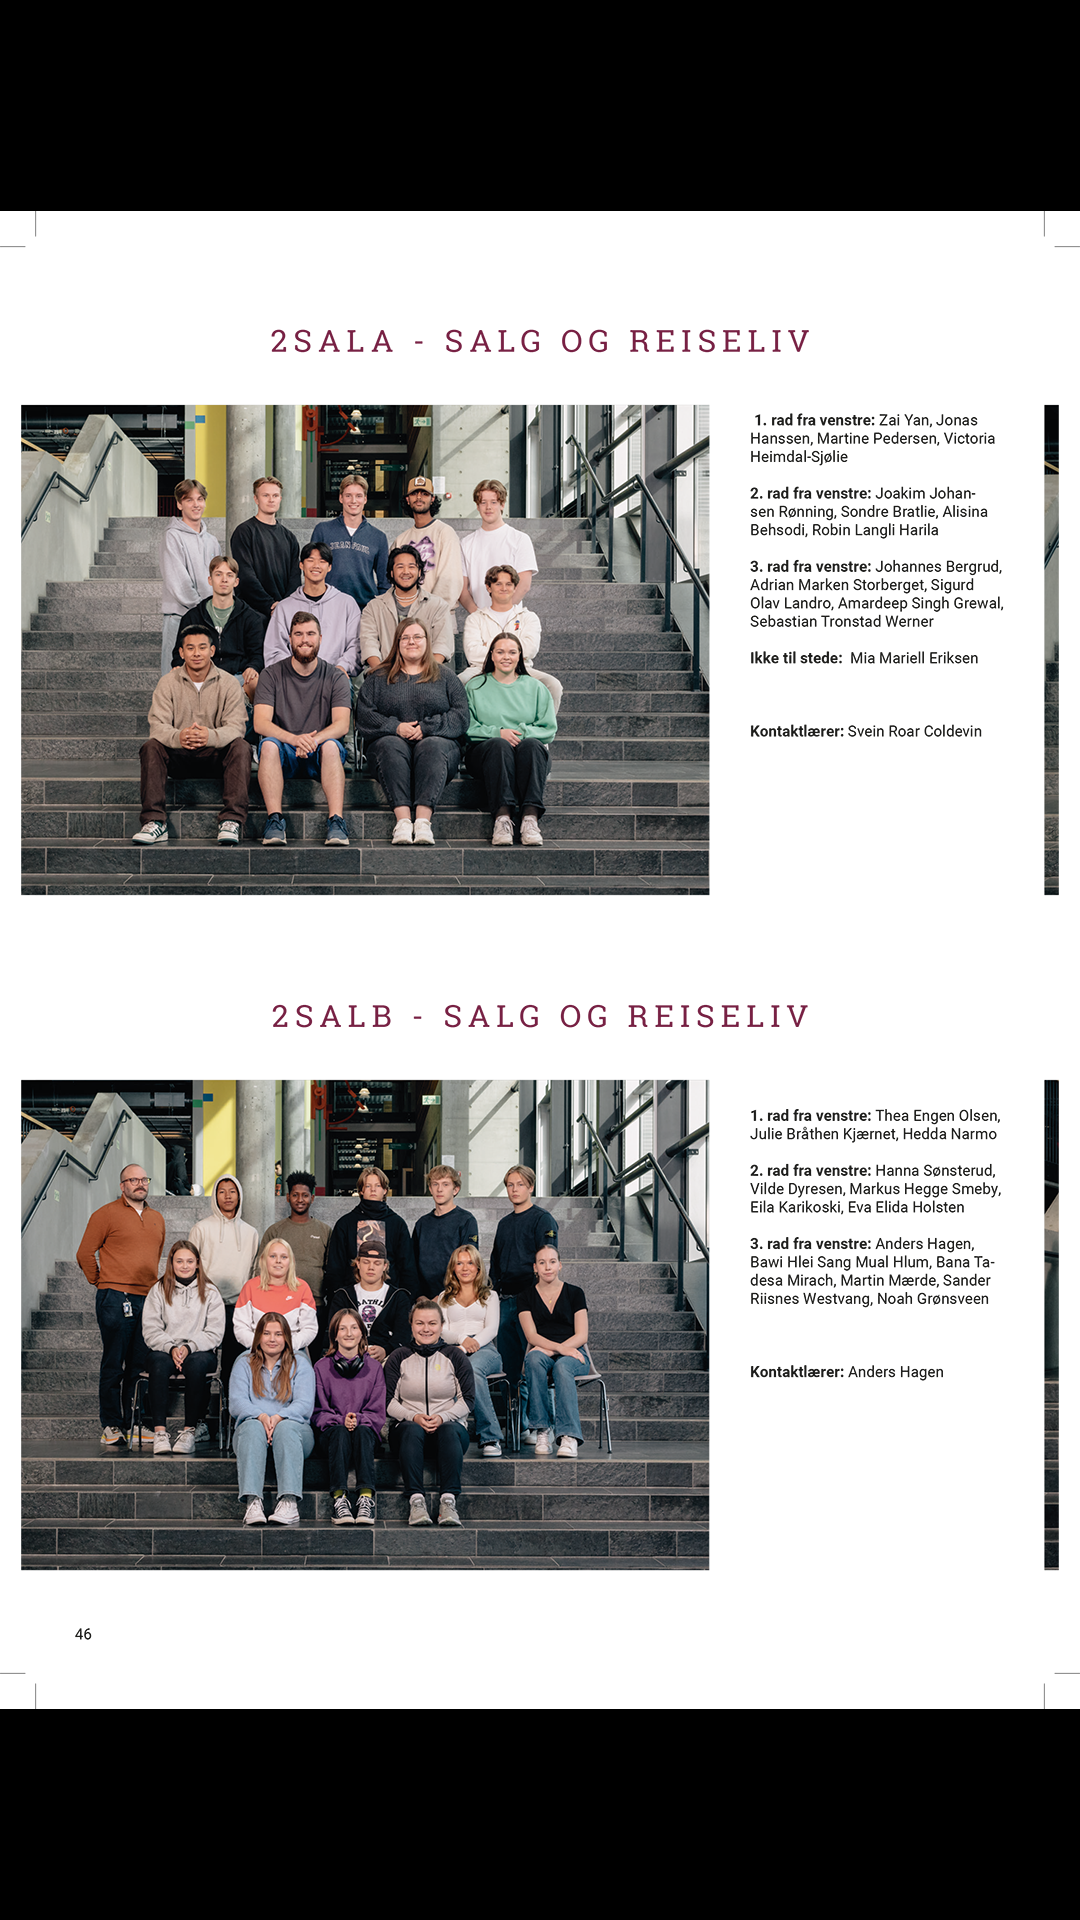 2SALA - SALG OG REISELIV
1. rad fra venstre: Zai Yan, Jonas
Hanssen, Martine Pedersen, Victoria
Heimdal-Sjølie
2. rad fra venstre: Joakim Johan-
sen Rønning, Sondre Bratlie, Alisina
Behsodi, Robin Langli Harila
3. rad fra venstre: Johannes Bergrud,
Adrian Marken Storberget, Sigurd
Olav Landro, Amardeep Singh Grewal,
Sebastian Tronstad Werner
Ikke til stede: Mia Mariell Eriksen
Kontaktlærer: Svein Roar Coldevin
2SALB - SALG OG REISELIV
1. rad fra venstre: Thea Engen Olsen,
Julie Bråthen Kjærnet, Hedda Narmo
2. rad fra venstre: Hanna Sønsterud,
Vilde Dyresen, Markus Hegge Smeby,
Eila Karikoski, Eva Elida Holsten
3. rad fra venstre: Anders Hagen,
Bawi Hlei Sang Mual Hlum, Bana Ta-
desa Mirach, Martin Mærde, Sander
Riisnes Westvang, Noah Grønsveen
Kontaktlærer: Anders Hagen
46